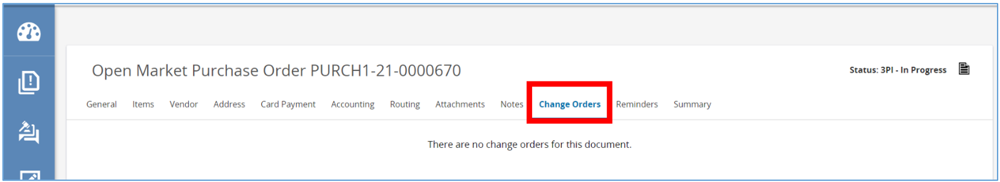 Open Market Purchase Order PURCH1-21-0000670
Status: 3PI - In Progress
General Items Vendor Address Card Payment Accounting Routing Attachments Notes Change Orders Reminders Summary
There are no change orders for this document.